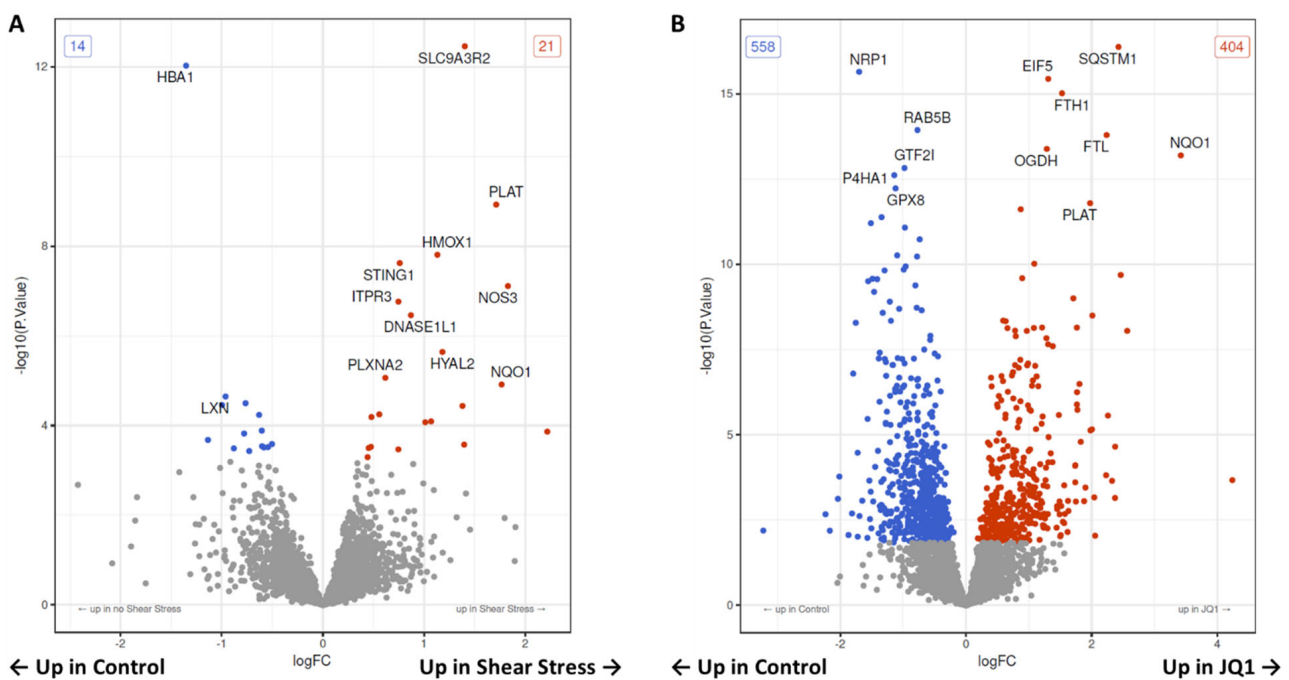 A
14
21
SLC9A3R2
HBA1
12
PLAT
HMOX1
8
STING1
ITPR3
NOS3
DNASE1L1
HYAL2
PLXNA2
NQO1
LXN
4
0
← up in no Shear Stress
up in Shear Stress →
-2
-1
0
1
2
logFC
-log10(P.Value)
← Up in Control
Up in Shear Stress →
B
558
404
NRP1
SQSTM1
EIF5
15
FTH1
RAB5B
FTL
NQO1
GTF2I
OGDH
P4HA1
GPX8
PLAT
10
5
0
← up in Control
up in JQ1 →
-2
0
2
4
logFC
-log10(P.Value)
← Up in Control
Up in JQ1 →